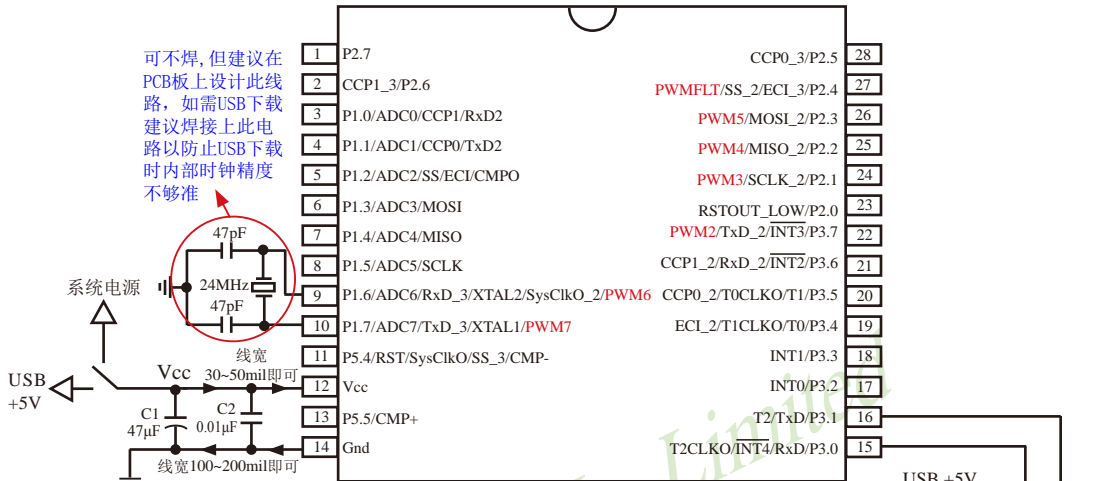 可不焊,但建议在
PCB板上设计此线
路，如需USB下载
建议焊接上此电
路以防止USB下载
时内部时钟精度
不够准
47pF
24MHz
47pF
系统电源
USB
+5V
Vcc
线宽
30~50mil即可
C1
47μF
C2
0.01μF
线宽100~200mil即可
1 P2.7
2 CCP1_3/P2.6
3 P1.0/ADC0/CCP1/RxD2
4 P1.1/ADC1/CCP0/TxD2
5 P1.2/ADC2/SS/ECI/CMPO
6 P1.3/ADC3/MOSI
7 P1.4/ADC4/MISO
8 P1.5/ADC5/SCLK
9 P1.6/ADC6/RxD_3/XTAL2/SysClkO_2/PWM6
10 P1.7/ADC7/TxD_3/XTAL1/PWM7
11 P5.4/RST/SysClkO/SS_3/CMP-
12 Vcc
13 P5.5/CMP+
14 Gnd
CCP0_3/P2.5 28
PWMFLT/SS_2/ECI_3/P2.4 27
PWM5/MOSI_2/P2.3 26
PWM4/MISO_2/P2.2 25
PWM3/SCLK_2/P2.1 24
RSTOUT_LOW/P2.0 23
PWM2/TxD_2/INT3/P3.7 22
CCP1_2/RxD_2/INT2/P3.6 21
CCP0_2/T0CLKO/T1/P3.5 20
ECI_2/T1CLKO/T0/P3.4 19
INT1/P3.3 18
INT0/P3.2 17
T2/TxD/P3.1 16
T2CLKO/INT4/RxD/P3.0 15
USB +5V
Limited